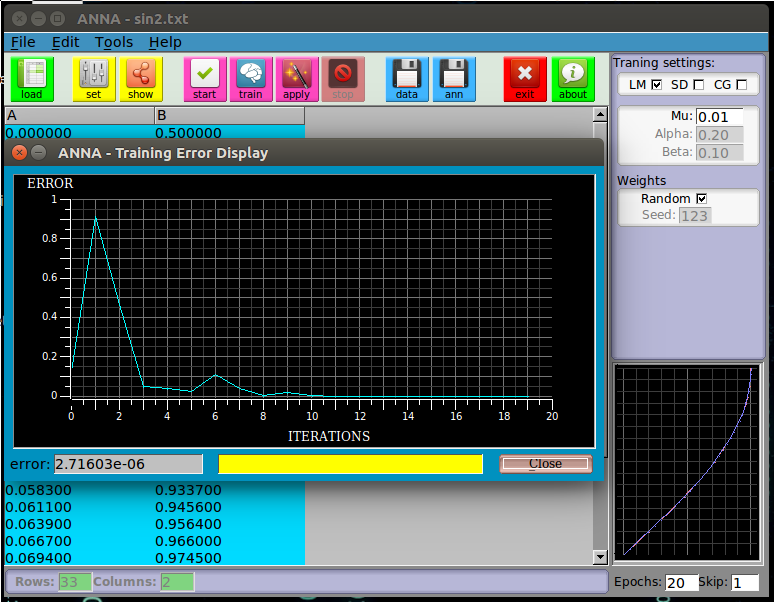 ANNA - sin2.txt
File Edit Tools Help
load set show start train apply stop data ann exit about
Traning settings:
LM SD CG
Mu: 0.01
Alpha: 0.20
Beta: 0.10
Weights
Random
Seed: 123
A B
0.000000 0.500000
ANNA - Training Error Display
ERROR
1
0.8
0.6
0.4
0.2
0
0 2 4 6 8 10 12 14 16 18 20
ITERATIONS
error: 2.71603e-06 Close
0.058300 0.933700
0.061100 0.945600
0.063900 0.956400
0.066700 0.966000
0.069400 0.974500
Rows: 33 Columns: 2
Epochs: 20 Skip: 1